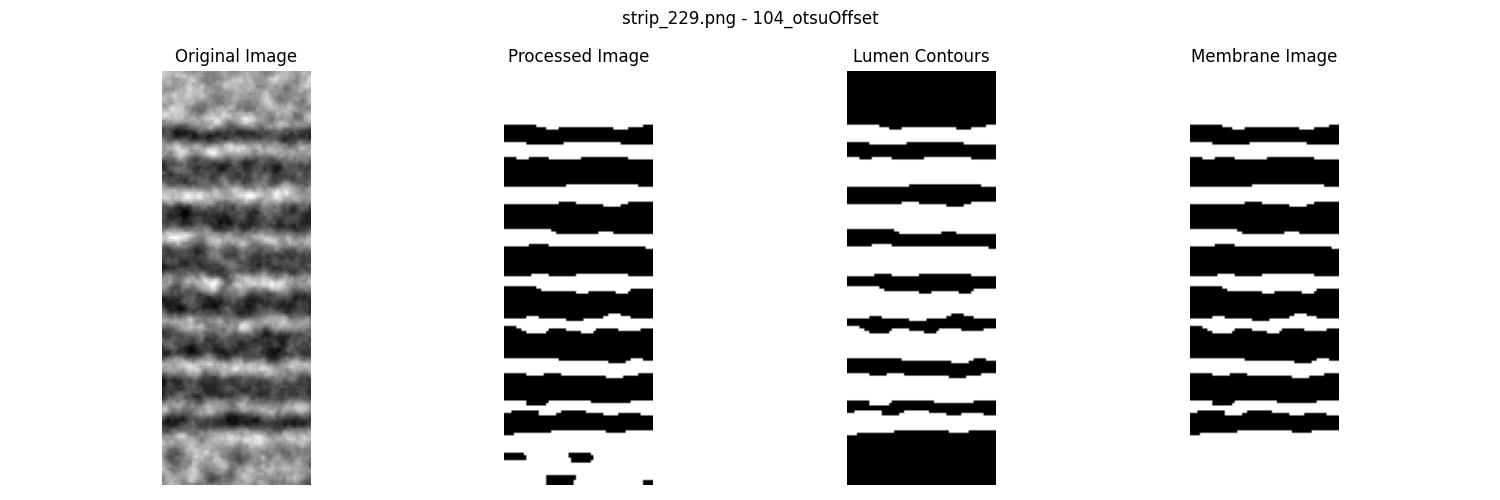 strip_229.png - 104_otsuOffset
Original Image
Processed Image
Lumen Contours
Membrane Image